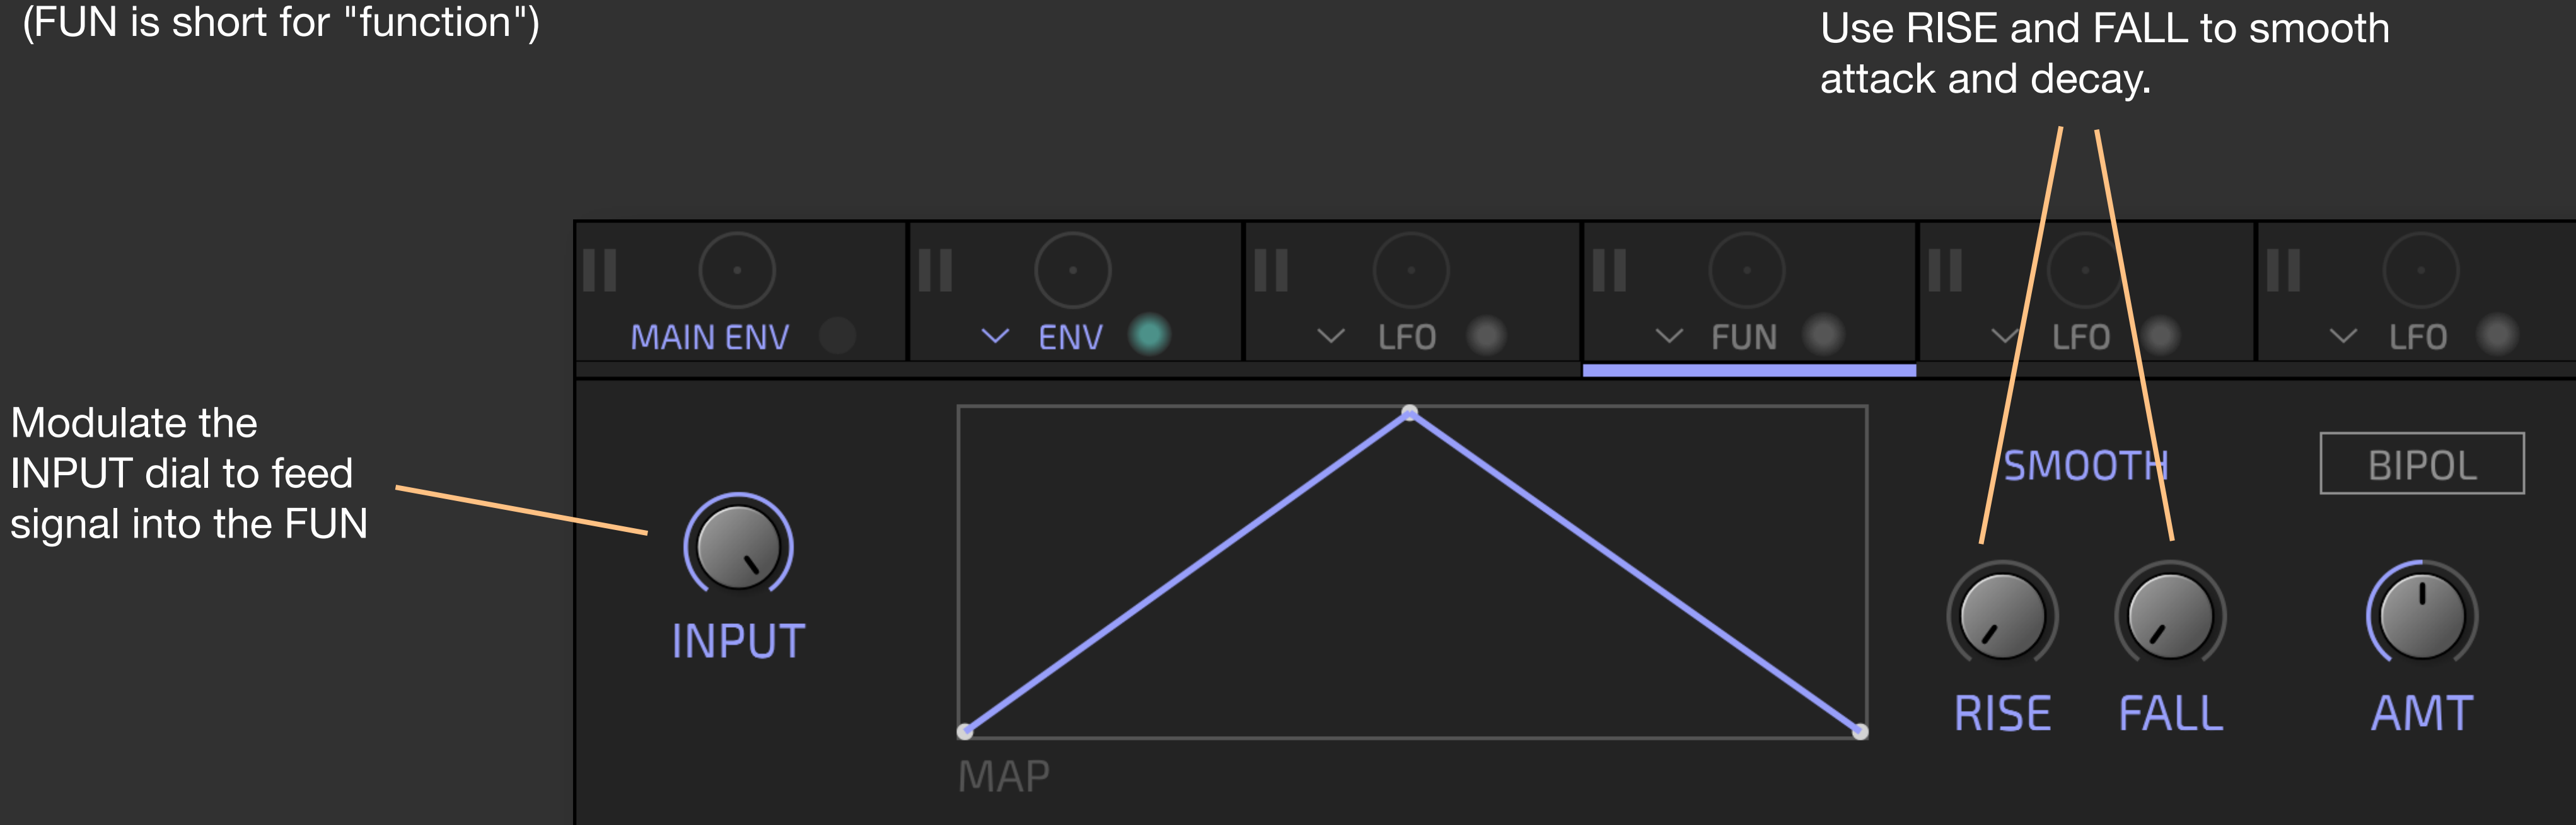 (FUN is short for "function")
Use RISE and FALL to smooth
attack and decay.
MAIN ENV
ENV
LFO
FUN
LFO
LFO
Modulate the
INPUT dial to feed
signal into the FUN
SMOOTH
BIPOL
INPUT
RISE
FALL
AMT
MAP